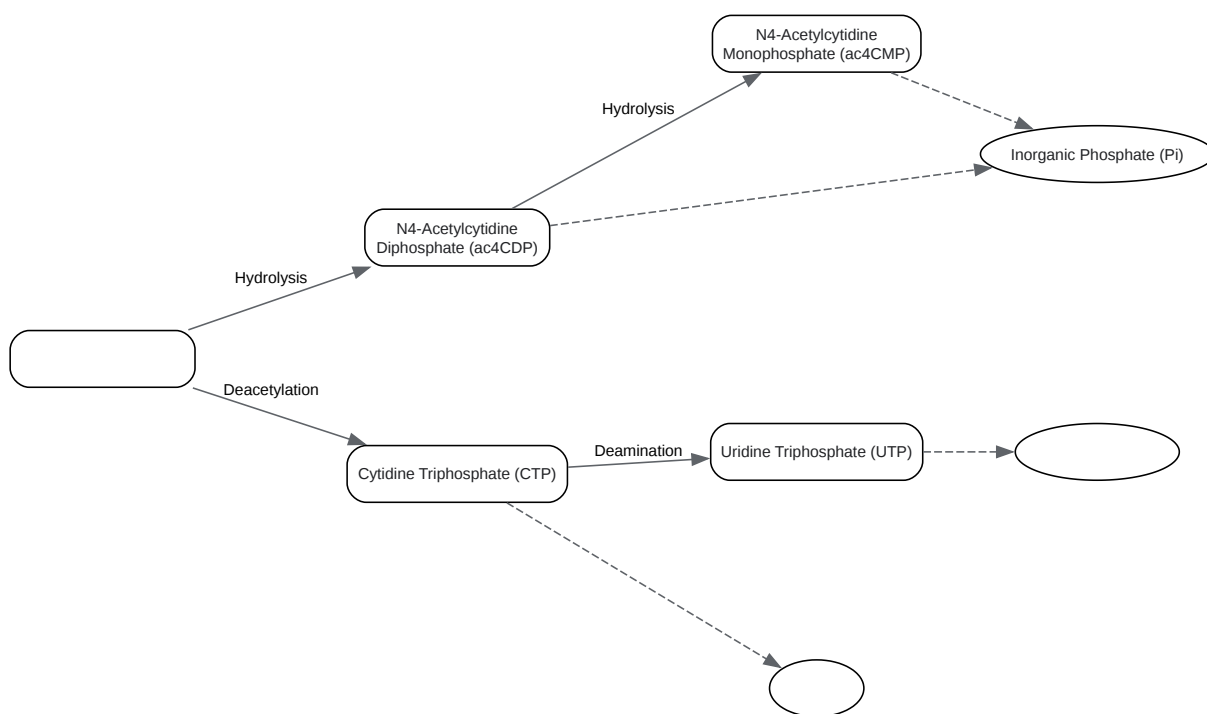 N4-Acetylcytidine
Monophosphate (ac4CMP)
Hydrolysis
Inorganic Phosphate (Pi)
N4-Acetylcytidine
Diphosphate (ac4CDP)
Hydrolysis
Deacetylation
Deamination
Uridine Triphosphate (UTP)
Cytidine Triphosphate (CTP)